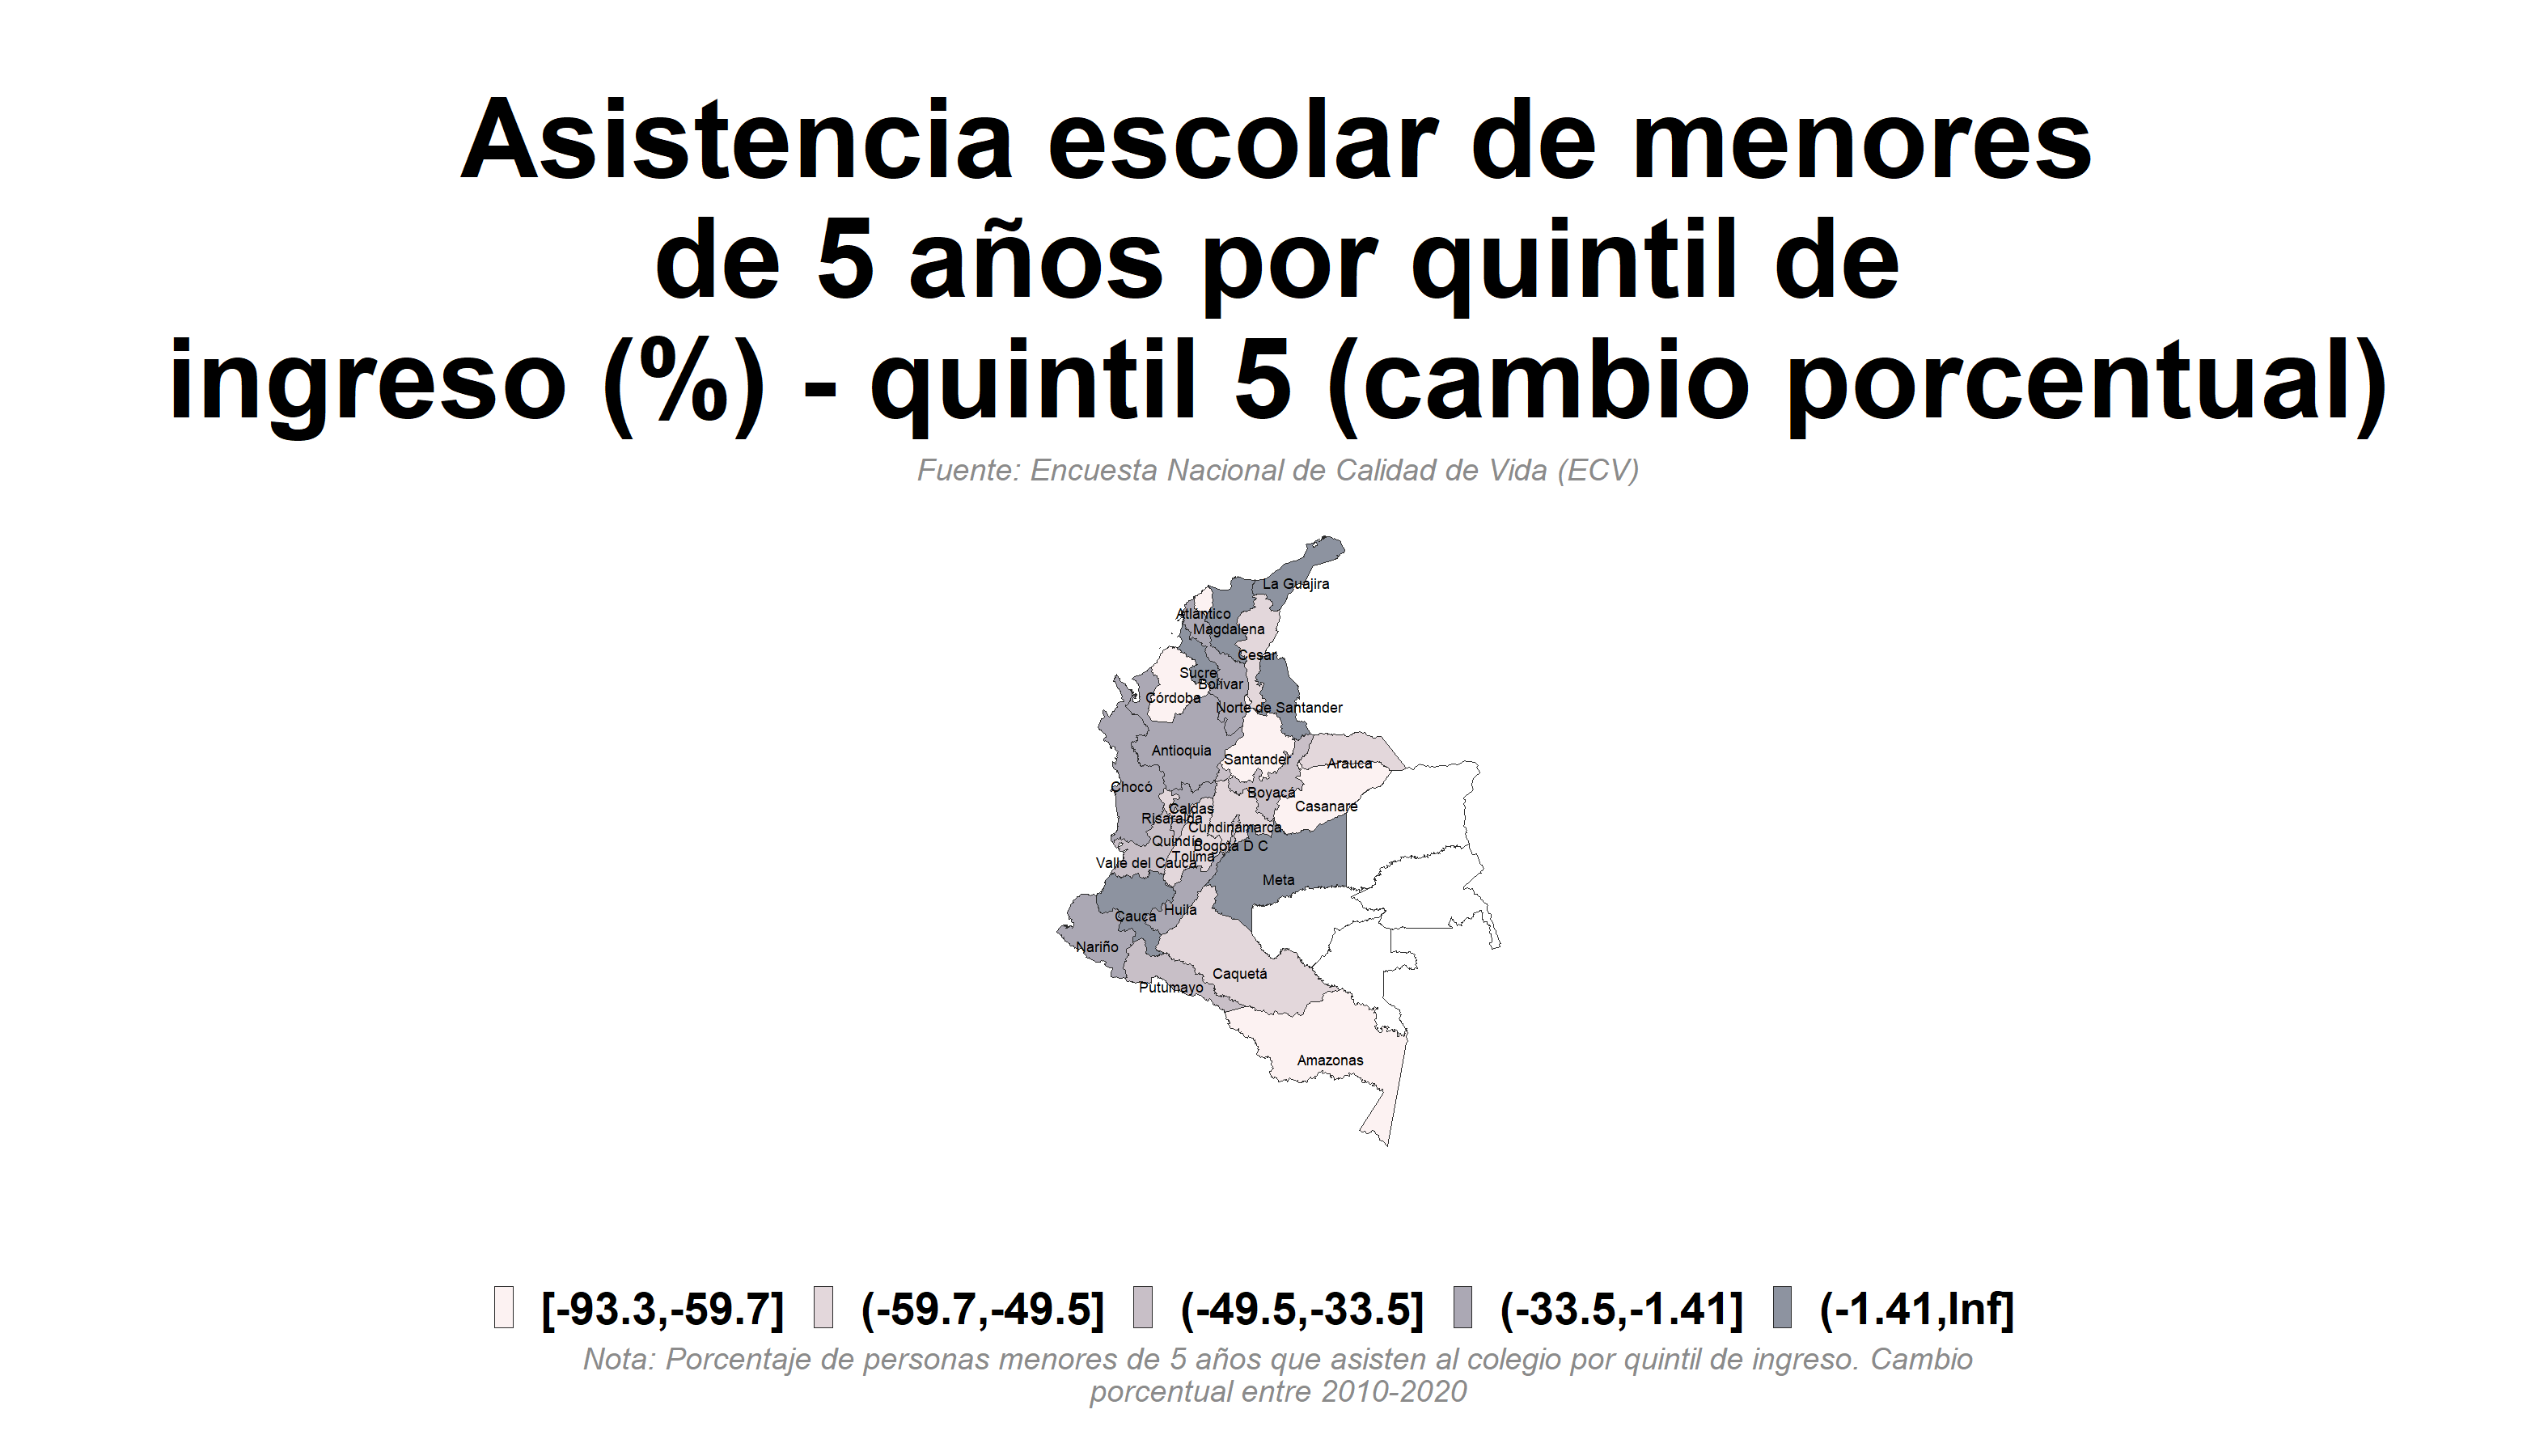 Asistencia escolar de menores
de 5 años por quintil de
ingreso (%) - quintil 5 (cambio porcentual)
Fuente: Encuesta Nacional de Calidad de Vida (ECV)
La Guajira
Atlántico
Magdalena
Cesar
Sucre
Bolívar
Córdoba
Norte de Santander
Antioquia
Santander
Arauca
Chocó
Boyacá
Casanare
Caldas
Risaralda
Cundinamarca
Quindío
Bogotá D C
Tolima
Valle del Cauca
Meta
Huila
Cauca
Nariño
Caquetá
Putumayo
Amazonas
[-93.3,-59.7] (-59.7,-49.5] (-49.5,-33.5] (-33.5,-1.41] (-1.41,Inf]
Nota: Porcentaje de personas menores de 5 años que asisten al colegio por quintil de ingreso. Cambio
porcentual entre 2010-2020